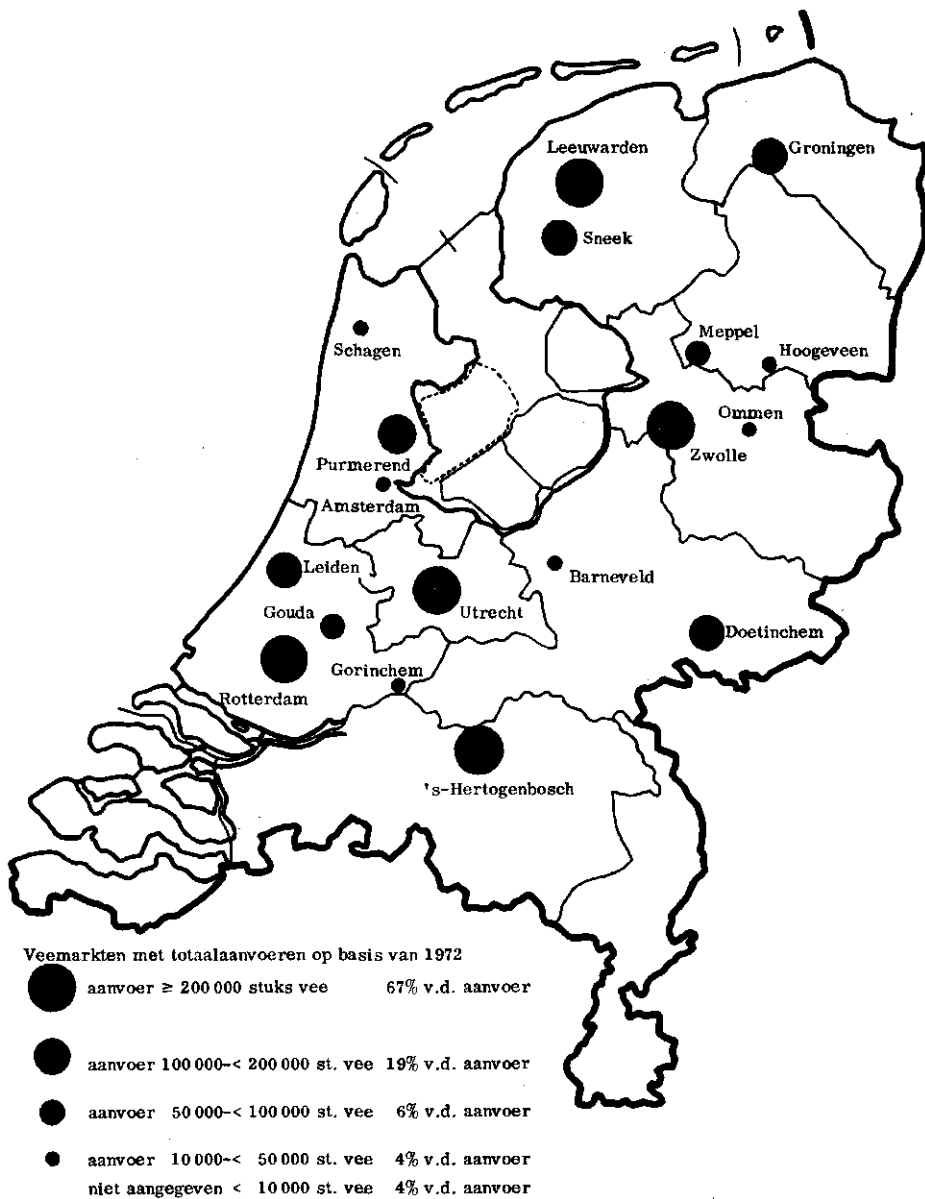 Leeuwarden
Groningen
Sneek
Schagen
Meppel
Hoogeveen
Ommen
Zwolle
Purmerend
Amsterdam
Leiden
Barneveld
Gouda
Utrecht
Doetinchem
Gorinchem
Rotterdam
's-Hertogenbosch
Veemarkten met totaalaanvoeren op basis van 1972
aanvoer ≥ 200 000 stuks vee 67% v.d. aanvoer
aanvoer 100 000-< 200 000 st. vee 19% v.d. aanvoer
aanvoer 50 000-< 100 000 st. vee 6% v.d. aanvoer
aanvoer 10 000-< 50 000 st. vee 4% v.d. aanvoer
niet aangegeven < 10 000 st. vee 4% v.d. aanvoer